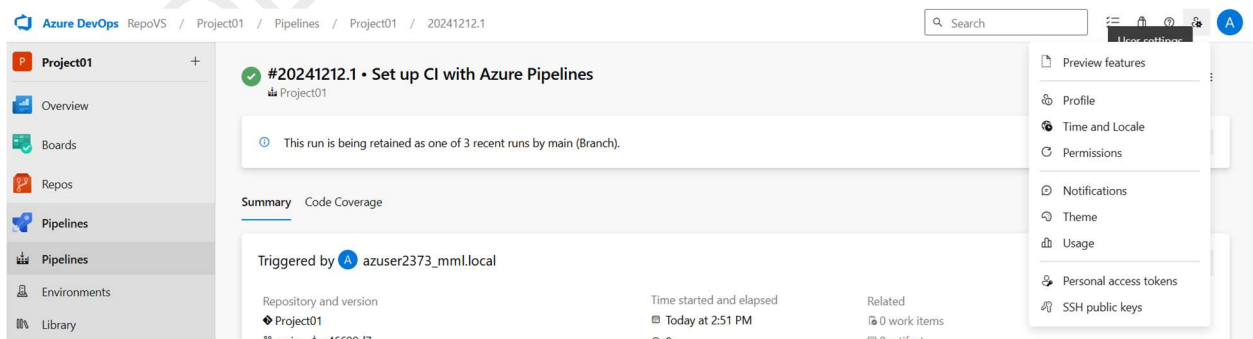 Azure DevOps RepoVS / Project01 / Pipelines / Project01 / 20241212.1
Search
User settings
A
P Project01 +
Overview
Boards
Repos
Pipelines
Pipelines
Environments
Library
#20241212.1 • Set up CI with Azure Pipelines
Project01
This run is being retained as one of 3 recent runs by main (Branch).
Summary Code Coverage
Triggered by A azuser2373_mml.local
Repository and version
Project01
Time started and elapsed
Today at 2:51 PM
Related
0 work items
Preview features
Profile
Time and Locale
Permissions
Notifications
Theme
Usage
Personal access tokens
SSH public keys